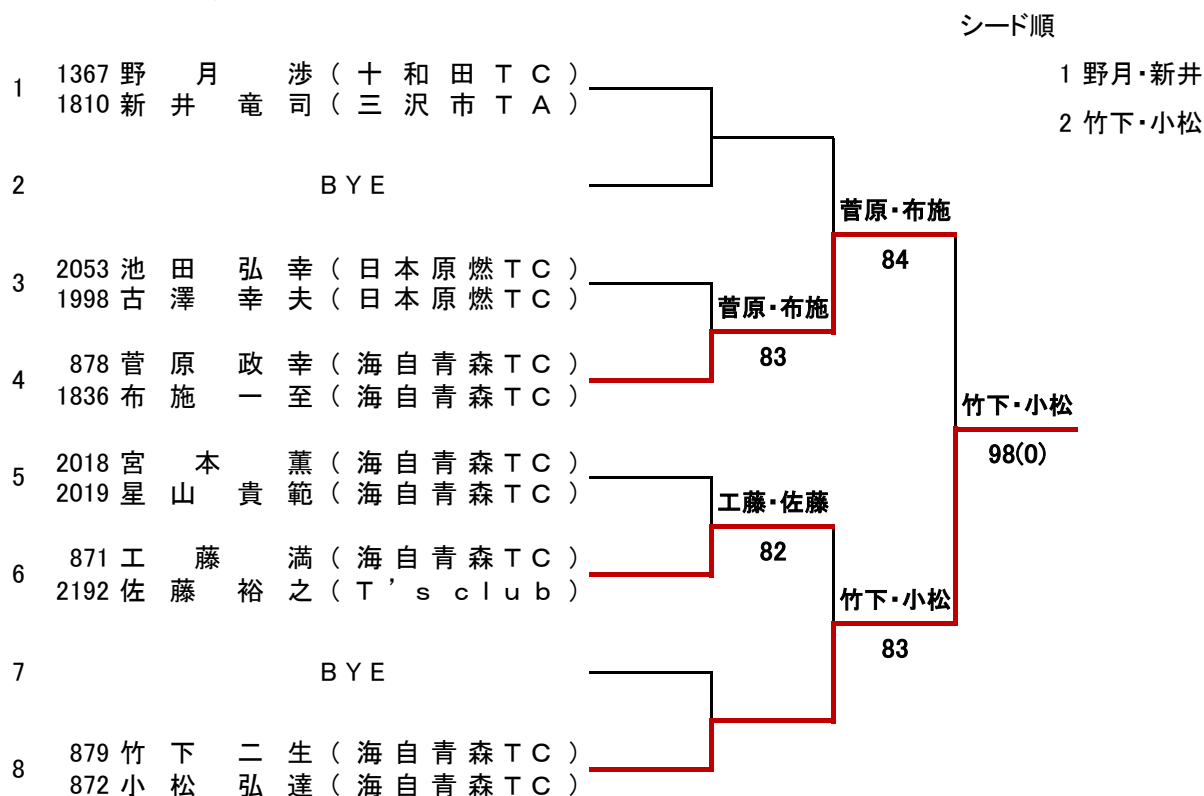 シード順
1 野月・新井
2 竹下・小松
1 1367 野月 渉 (十和田TC)
1810 新井 竜司 (三沢市TA)
2 BYE
3 2053 池田 弘幸 (日本原燃TC)
1998 古澤 幸夫 (日本原燃TC)
4 878 菅原 政幸 (海自青森TC)
1836 布施 一至 (海自青森TC)
5 2018 宮本 薫 (海自青森TC)
2019 星山 貴範 (海自青森TC)
6 871 工藤 満 (海自青森TC)
2192 佐藤 裕之 (T's club)
7 BYE
8 879 竹下 二生 (海自青森TC)
872 小松 弘達 (海自青森TC)
菅原・布施
83
工藤・佐藤
82
菅原・布施
84
竹下・小松
83
竹下・小松
98(0)